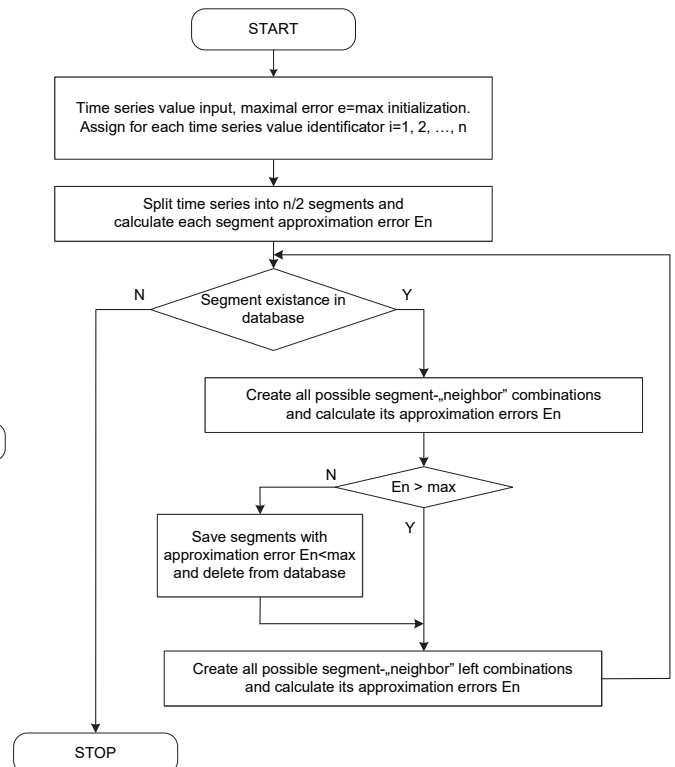 START
Time series value input, maximal error e=max initialization.
Assign for each time series value identificator i=1, 2, …, n
Split time series into n/2 segments and
calculate each segment approximation error En
N
Y
Segment existance in
database
Create all possible segment-„neighbor” combinations
and calculate its approximation errors En
N
En > max
Y
Save segments with
approximation error En<max
and delete from database
Create all possible segment-„neighbor” left combinations
and calculate its approximation errors En
STOP